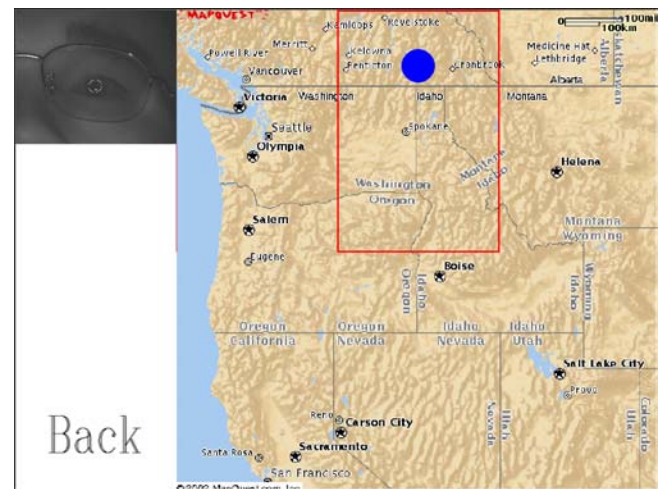 MAPQUEST
Kamloops
Revelstoke
100mi
100km
Merritt
Kelowna
Medicine Hat
Saskatchewan
Powell River
Penticton
Cranbrook
Lethbridge
Alberta
Vancouver
Alberta
Victoria
Washington
Idaho
Montana
Seattle
Spokane
Olympia
Montana
Idaho
Helena
Washington
Oregon
Salem
Montana
Wyoming
Eugene
Boise
Oregon
Idaho
Idaho
Wyoming
Oregon
California
Oregon
Nevada
Idaho
Nevada
Idaho
Utah
Salt Lake City
Provo
Reno
Carson City
Nevada
Utah
Utah
Colorado
Back
Santa Rosa
Sacramento
San Francisco